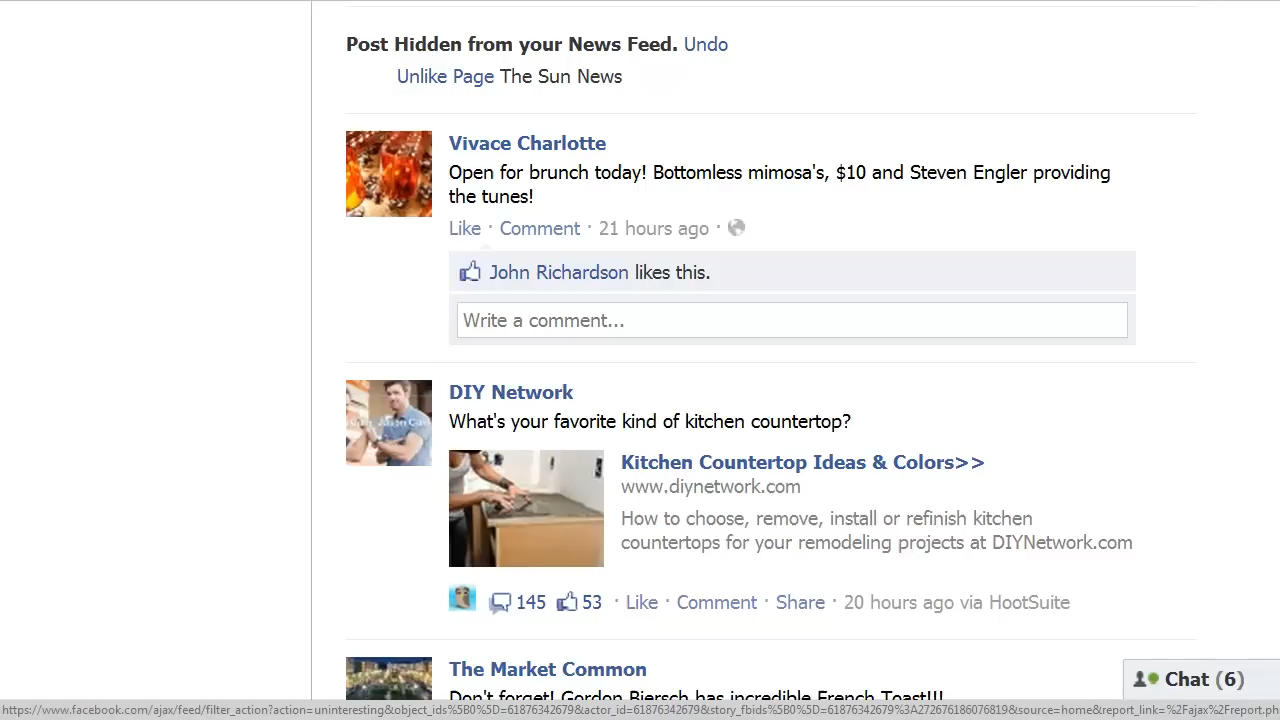 Post Hidden from your News Feed. Undo
Unlike Page The Sun News
Vivace Charlotte
Open for brunch today! Bottomless mimosa's, $10 and Steven Engler providing
the tunes!
Like · Comment · 21 hours ago ·
John Richardson likes this.
Write a comment...
DIY Network
What's your favorite kind of kitchen countertop?
Kitchen Countertop Ideas & Colors>>
www.diynetwork.com
How to choose, remove, install or refinish kitchen
countertops for your remodeling projects at DIYNetwork.com
145 53 · Like · Comment · Share · 20 hours ago via HootSuite
The Market Common
Don't forget! Gordon Biersch has incredible French Toast!!!
Chat (6)
https://www.facebook.com/ajax/feed/filter_action?action=uninteresting&object_ids%5B0%5D=61876342679&actor_id=61876342679&story_fbids%5B0%5D=61876342679%3A272676186076819&source=home&report_link=%2Fajax%2Freport.ph